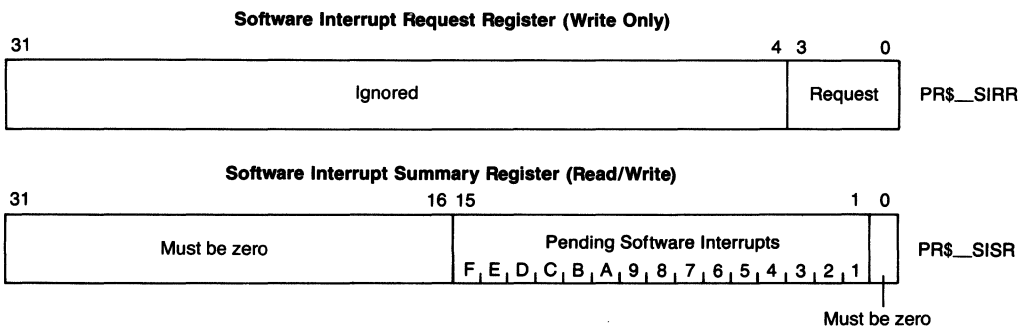 Software Interrupt Request Register (Write Only)
31 4 3 0
Ignored Request PR$__SIRR
Software Interrupt Summary Register (Read/Write)
31 16 15 1 0
Must be zero Pending Software Interrupts PR$__SISR
F E D C B A 9 8 7 6 5 4 3 2 1
Must be zero